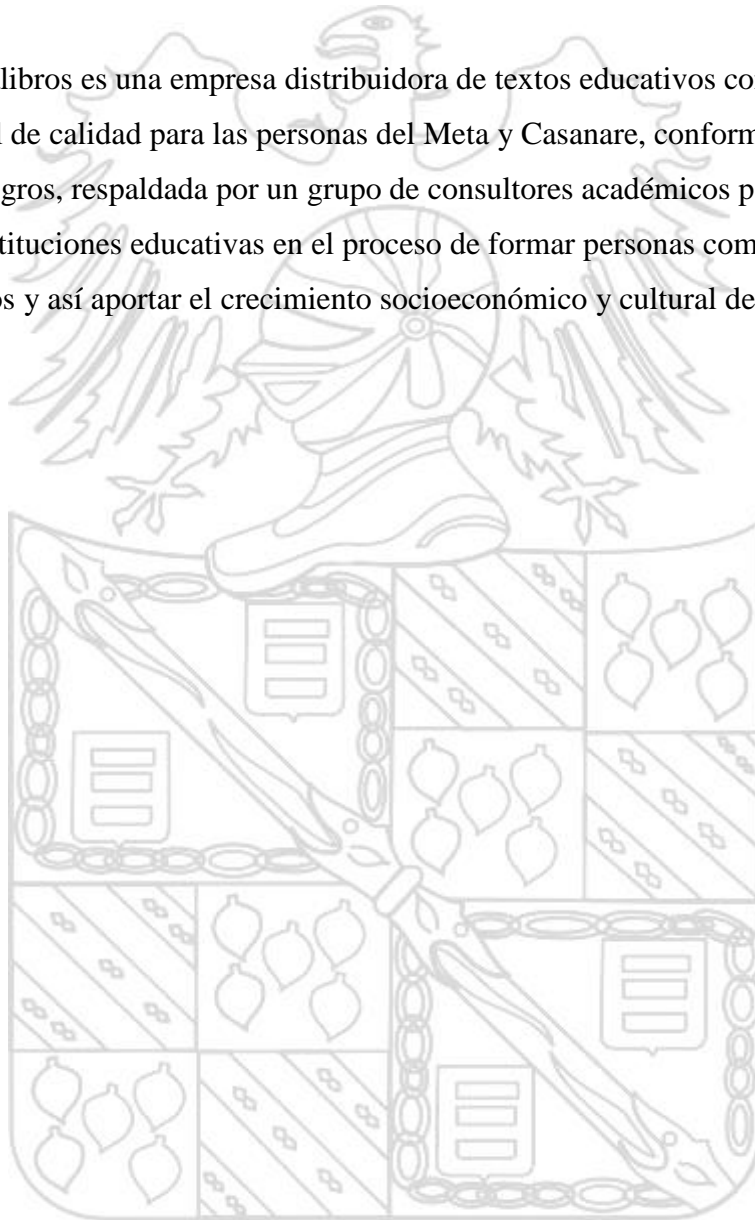 libros es una empresa distribuidora de textos educativos co
de calidad para las personas del Meta y Casanare, conform
gros, respaldada por un grupo de consultores académicos p
tituciones educativas en el proceso de formar personas com
os y así aportar el crecimiento socioeconómico y cultural de